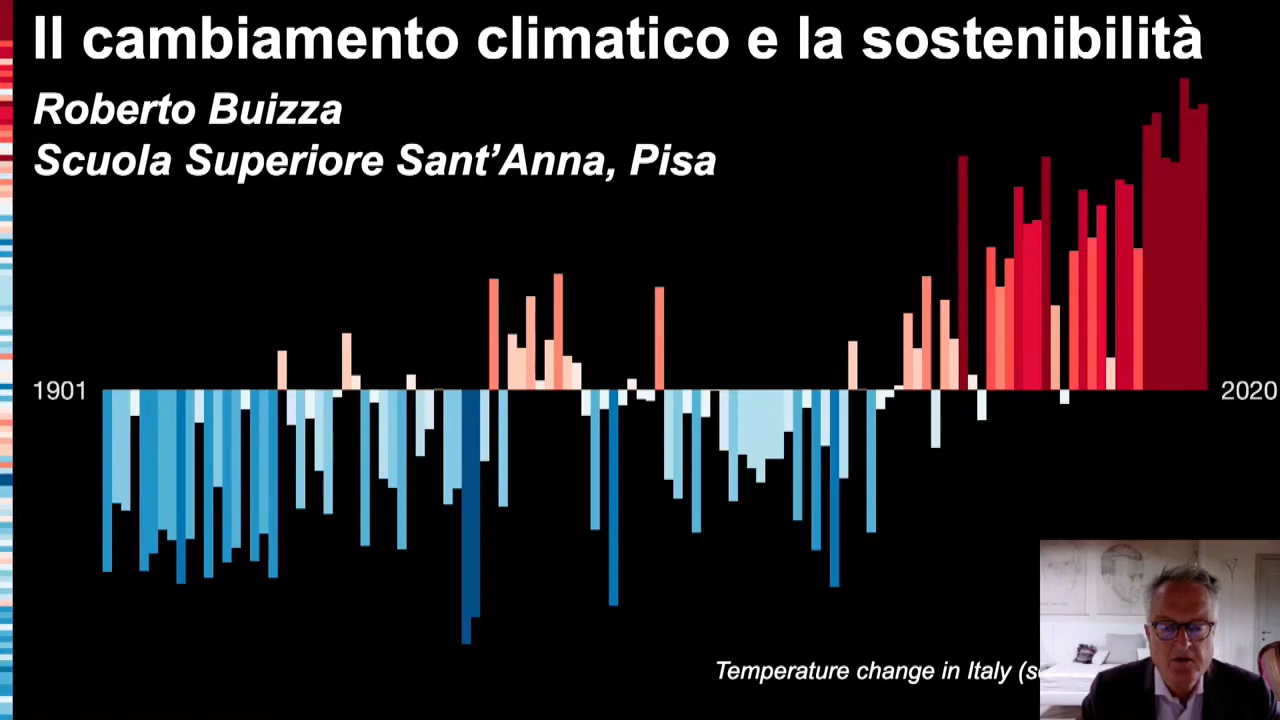 Il cambiamento climatico e la sostenibilità
Roberto Buizza
Scuola Superiore Sant’Anna, Pisa
1901
2020
Temperature change in Italy